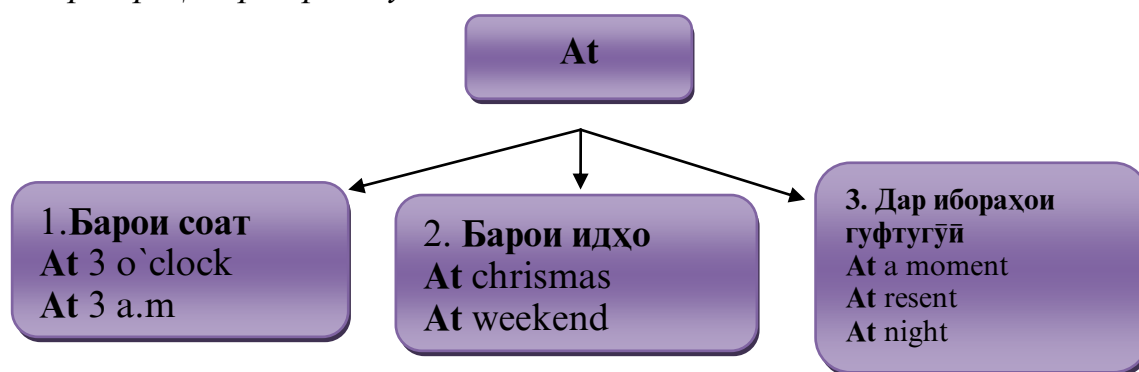 At
1.Барои соат
At 3 o`clock
At 3 a.m
2. Барои идҳо
At chrismas
At weekend
3. Дар ибораҳои
гуфтугӯӣ
At a moment
At resent
At night